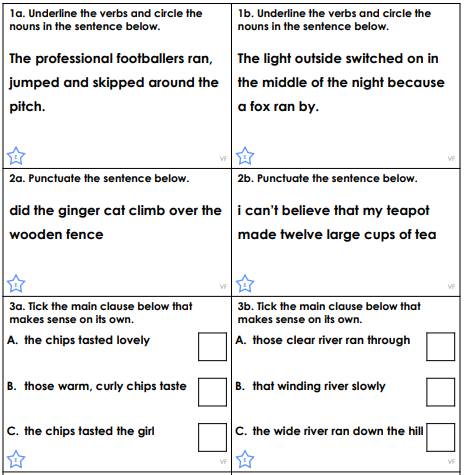 1a. Underline the verbs and circle the
nouns in the sentence below.
The professional footballers ran,
jumped and skipped around the
pitch.
E
VF
1b. Underline the verbs and circle the
nouns in the sentence below.
The light outside switched on in
the middle of the night because
a fox ran by.
E
VF
2a. Punctuate the sentence below.
did the ginger cat climb over the
wooden fence
E
VF
2b. Punctuate the sentence below.
i can't believe that my teapot
made twelve large cups of tea
E
VF
3a. Tick the main clause below that
makes sense on its own.
A. the chips tasted lovely
B. those warm, curly chips taste
C. the chips tasted the girl
E
VF
3b. Tick the main clause below that
makes sense on its own.
A. those clear river ran through
B. that winding river slowly
C. the wide river ran down the hill
E
VF